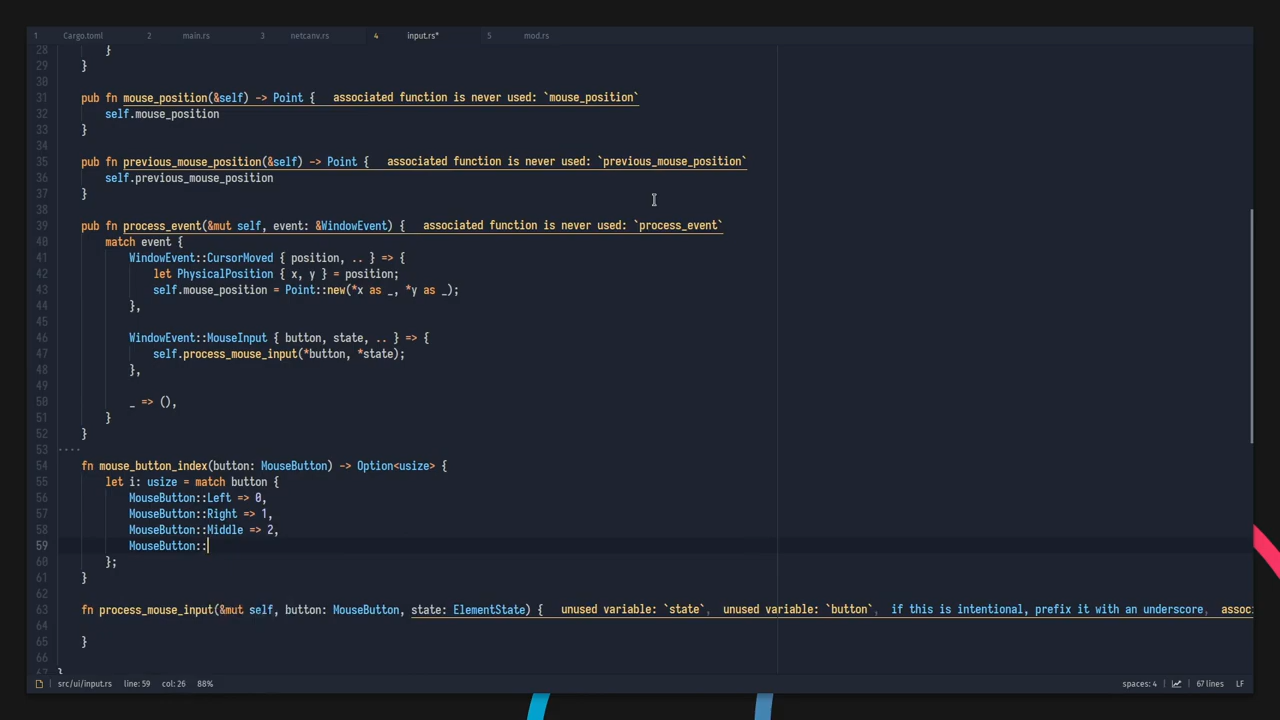 1 Cargo.toml 2 main.rs 3 netcanv.rs 4 input.rs* 5 mod.rs
28 }
29 }
30
31 pub fn mouse_position(&self) -> Point { associated function is never used: `mouse_position`
32 self.mouse_position
33 }
34
35 pub fn previous_mouse_position(&self) -> Point { associated function is never used: `previous_mouse_position`
36 self.previous_mouse_position
37 }
38
39 pub fn process_event(&mut self, event: &WindowEvent) { associated function is never used: `process_event`
40 match event {
41 WindowEvent::CursorMoved { position, .. } => {
42 let PhysicalPosition { x, y } = position;
43 self.mouse_position = Point::new(*x as _, *y as _);
44 },
45
46 WindowEvent::MouseInput { button, state, .. } => {
47 self.process_mouse_input(*button, *state);
48 },
49
50 _ => (),
51 }
52 }
53 ····
54 fn mouse_button_index(button: MouseButton) -> Option<usize> {
55 let i: usize = match button {
56 MouseButton::Left => 0,
57 MouseButton::Right => 1,
58 MouseButton::Middle => 2,
59 MouseButton::
60 };
61 }
62
63 fn process_mouse_input(&mut self, button: MouseButton, state: ElementState) { unused variable: `state`, unused variable: `button`, if this is intentional, prefix it with an underscore, assoc
64
65 }
66
67 }
src/ui/input.rs line: 59 col: 26 88% spaces: 4 67 lines LF